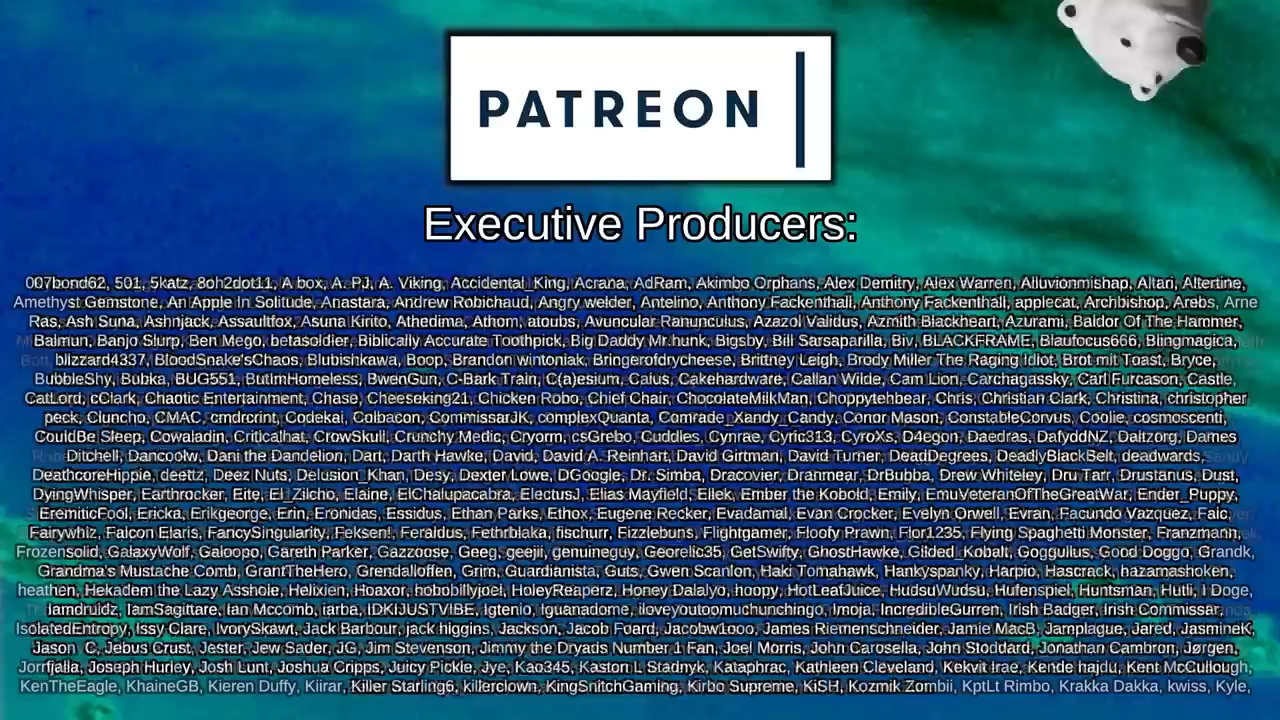 PATREON
Executive Producers:
007bond62, 501, 5katz, 8oh2dot11, A box, A. PJ, A. Viking, Accidental_King, Acrana, AdRam, Akimbo Orphans, Alex Demitry, Alex Warren, Alluvionmishap, Altari, Altertine,
Amethyst Gemstone, An Apple In Solitude, Anastara, Andrew Robichaud, Angry welder, Antelino, Anthony Fackenthall, Anthony Fackenthall, applecat, Archbishop, Arebs, Arne
Ras, Ash Suna, Ashnjack, Assaultfox, Asuna Kirito, Athedima, Athom, atoubs, Avuncular Ranunculus, Azazol Validus, Azmith Blackheart, Azurami, Baldor Of The Hammer,
Balmun, Banjo Slurp, Ben Mego, betasoldier, Biblically Accurate Toothpick, Big Daddy Mr.hunk, Bigsby, Bill Sarsaparilla, Biv, BLACKFRAME, Blaufocus666, Blingmagica,
blizzard4337, BloodSnake'sChaos, Blubishkawa, Boop, Brandon wintoniak, Bringerofdrycheese, Brittney Leigh, Brody Miller The Raging Idiot, Brot mit Toast, Bryce,
BubbleShy, Bubka, BUG551, ButImHomeless, BwenGun, C-Bark Train, C(a)esium, Caius, Cakehardware, Callan Wilde, Cam Lion, Carchagassky, Carl Furcason, Castle,
CatLord, cClark, Chaotic Entertainment, Chase, Cheeseking21, Chicken Robo, Chief Chair, ChocolateMilkMan, Choppytehbear, Chris, Christian Clark, Christina, christopher
peck, Cluncho, CMAC, cmdrcrint, Codekai, Colbacon, CommissarJK, complexQuanta, Comrade_Xandy_Candy, Conor Mason, ConstableCorvus, Coolie, cosmoscenti,
CouldBe Sleep, Cowaladin, Criticalhat, CrowSkull, Crunchy Medic, Cryorn, csGrebo, Cuddles, Cynrae, Cyric313, CyroXs, D4egon, Daedras, DafyddNZ, Daltzorg, Dames
Ditchell, Dancolw, Dani the Dandelion, Dart, Darth Hawke, David, David A. Reinhart, David Girtman, David Turner, DeadDegrees, DeadlyBlackBelt, deadwards,
DeathcoreHippie, deettz, Deez Nuts, Delusion_Khan, Desy, Dexter Lowe, DGoogle, Dr. Simba, Dracovier, Dranmear, DrBubba, Drew Whiteley, Dru Tarr, Drustanus, Dust,
DyingWhisper, Earthrocker, Eite, El_Zilcho, Elaine, ElChalupacabra, ElectusJ, Elias Mayfield, Ellek, Ember the Kobold, Emily, EmuVeteranOfTheGreatWar, Ender_Puppy,
EremiticFool, Ericka, Erikgeorge, Erin, Eronidas, Essidus, Ethan Parks, Ethox, Eugene Recker, Evadamal, Evan Crocker, Evelyn Orwell, Evran, Facundo Vazquez, Falc,
Fairywhiz, Falcon Elaris, FancySingularity, Feksen!, Feraldus, Fethrblaka, fischurr, Fizzleburs, Flightgamer, Floofy Prawn, Flor1235, Flying Spaghetti Monster, Franzmann,
Frozensolid, GalaxyWolf, Galoopo, Gareth Parker, Gazzoose, Geeg, geejii, genuineguy, Georelic35, GetSwifty, GhostHawke, Gilded_Kobalt, Goggullus, Good Doggo, Grandk,
Grandma's Mustache Comb, GrantTheHero, Grendalloffen, Grim, Guardianista, Guts, Gwen Scanlon, Haki Tomahawk, Hankyspanky, Harpio, Hascrack, hazamashoken,
heathen, Hekadem the Lazy Asshole, Helixien, Hoaxor, hobobillyjoel, HoleyReaperz, Honey Dalalyo, hoopy, HotLeafJuice, HudsuWudsu, Hufenspiel, Huntsman, Hutli, I Doge,
Iamdruidz, IamSagittare, Ian Mccomb, iarba, IDKIJUSTVIBE, Igtenio, Iguanadome, iloveyoutoomuchunchingo, Imoja, IncredibleGurren, Irish Badger, Irish Commissar,
IsolatedEntropy, Issy Clare, IvorySkawt, Jack Barbour, jack higgins, Jackson, Jacob Foard, Jacobw1ooo, James Riemenschneider, Jamie MacB, Jamplague, Jared, JasmineK,
Jason C, Jebus Crust, Jester, Jew Sader, JG, Jim Stevenson, Jimmy the Dryads Number 1 Fan, Joel Morris, John Carosella, John Stoddard, Jonathan Cambron, Jørgen,
Jornfjalla, Joseph Hurley, Josh Lunt, Joshua Cripps, Juicy Pickle, Jye, Kao345, Kaston L Stadnyk, Kataphrac, Kathleen Cleveland, Kekvit Irae, Kende hajdu, Kent McCullough,
KenTheEagle, KhaineGB, Kieren Duffy, Kiirar, Killer Starling6, killerclown, KingSnitchGaming, Kirbo Supreme, KiSH, Kozmik Zombii, KptLt Rimbo, Krakka Dakka, kwiss, Kyle,